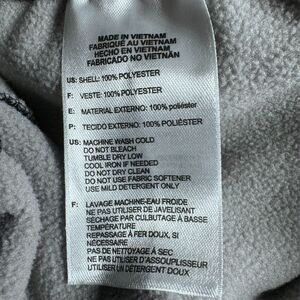 MADE IN VIETNAM
FABRIQUÉ AU VIETNAM
HECHO EN VIETNAM
FABRICADO NO VIETNÃN
US: SHELL: 100% POLYESTER
F: VESTE: 100% POLYESTER
E: MATERIAL EXTERNO: 100% poliéster
P: TECIDO EXTERNO: 100% POLIÉSTER
US: MACHINE WASH COLD
DO NOT BLEACH
TUMBLE DRY LOW
COOL IRON IF NEEDED
DO NOT DRY CLEAN
DO NOT USE FABRIC SOFTENER
USE MILD DETERGENT ONLY
F: LAVAGE MACHINE-EAU FROIDE
NE PAS UTILISER DE JAVELISANT
SÉCHAGE PAR CULBUTAGE À BASSE
TEMPÉRATURE
REPASSAGE À FER DOUX, SI
NÉCESSAIRE
PAS DE NETTOYAGE À SEC
NE PAS UTILISER D'ASSOUPLISSEUR
UTILISER UN DÉTERGENT DOUX